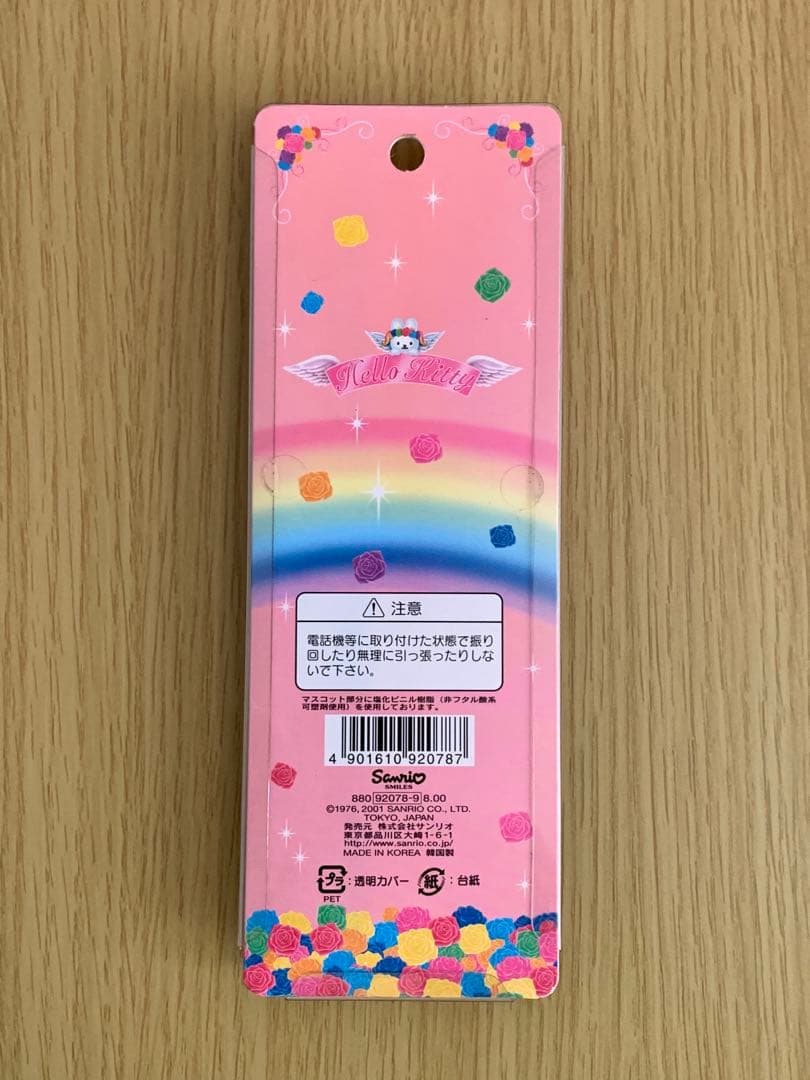 Hello Kitty
⚠ 注意
電話機等に取り付けた状態で振り
回したり無理に引っ張ったりしな
いで下さい。
マスコット部分に塩化ビニル樹脂（非フタル酸系
可塑剤使用）を使用しております。
4 901610 920787
Sanrio
SMILES
880 92078-9 8.00
©1976, 2001 SANRIO CO., LTD.
TOKYO, JAPAN
発売元 株式会社サンリオ
東京都品川区大崎1-6-1
http://www.sanrio.co.jp/
MADE IN KOREA 韓国製
プラ:透明カバー 紙:台紙
PET